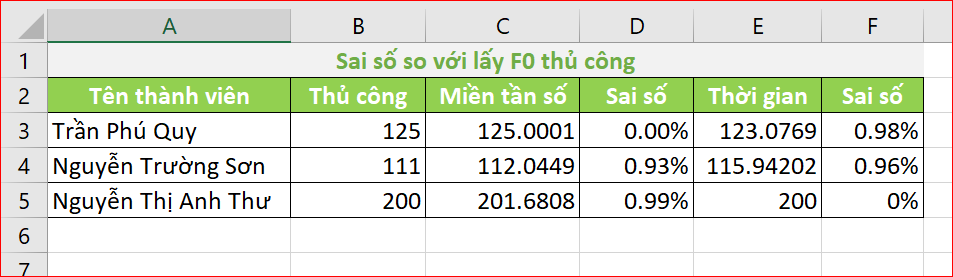 A B C D E F
1 Sai số so với lấy F0 thủ công
2 Tên thành viên Thủ công Miền tần số Sai số Thời gian Sai số
3 Trần Phú Quy 125 125.0001 0.00% 123.0769 0.98%
4 Nguyễn Trường Sơn 111 112.0449 0.93% 115.94202 0.96%
5 Nguyễn Thị Anh Thư 200 201.6808 0.99% 200 0%
6
7